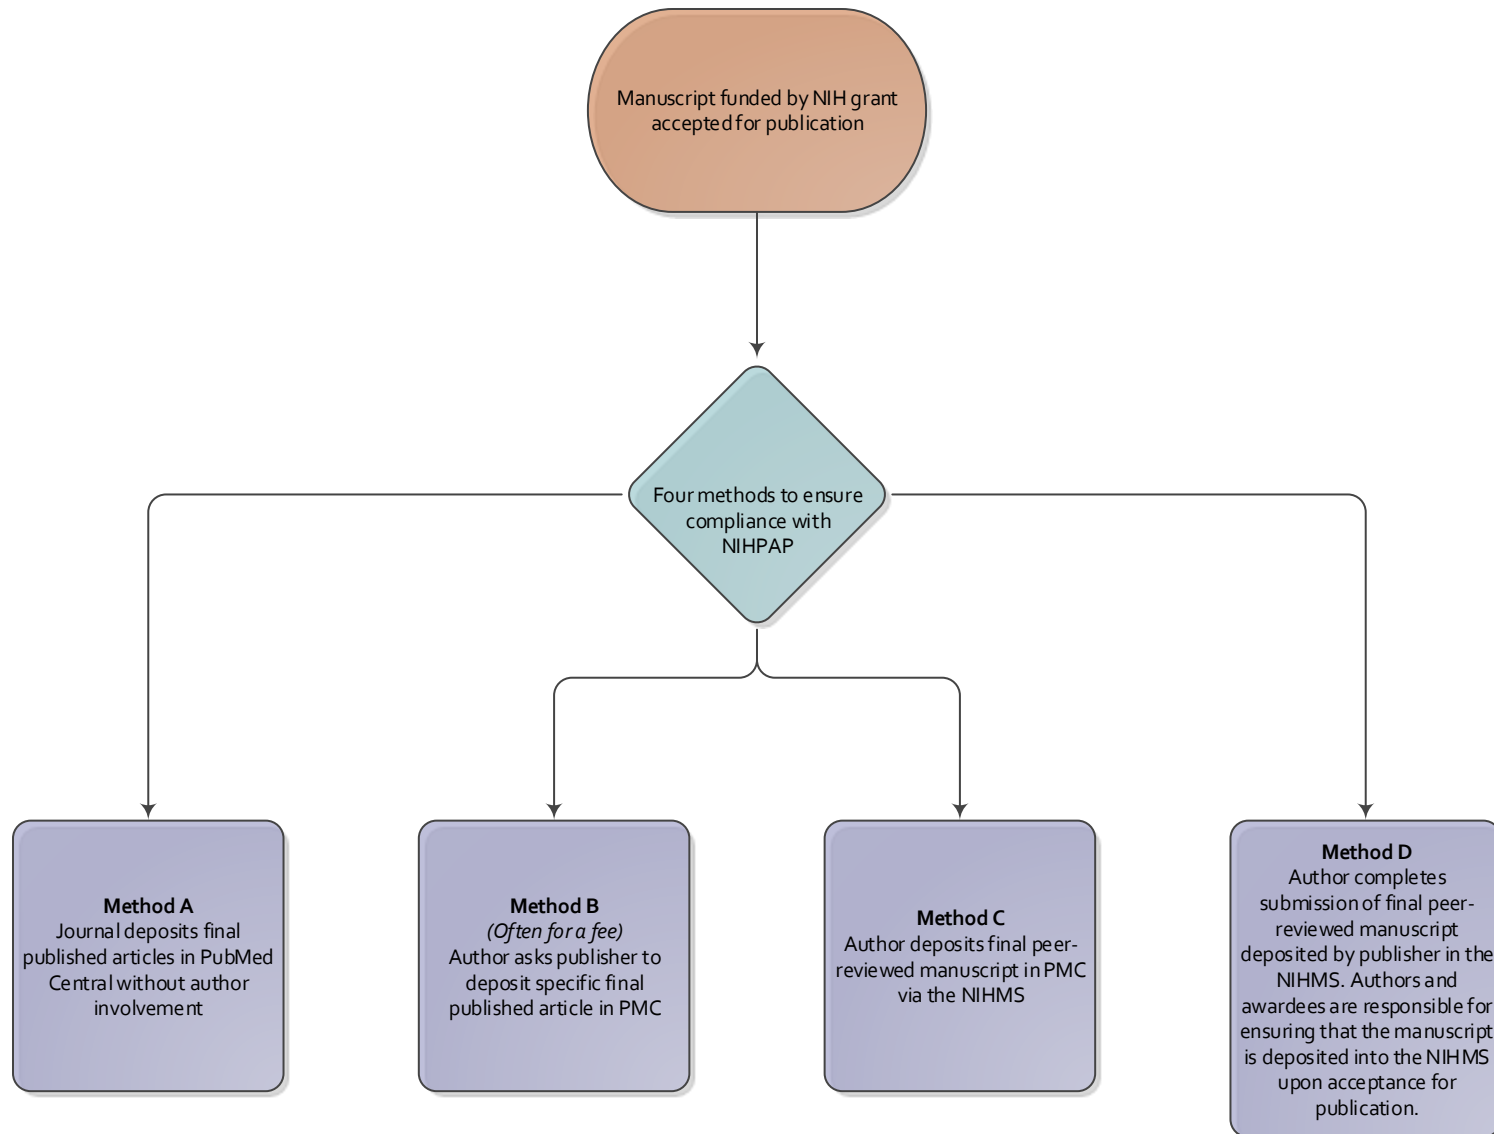 Manuscript funded by NIH grant
accepted for publication
Four methods to ensure
compliance with
NIHPAP
Method A
Journal deposits final
published articles in PubMed
Central without author
involvement
Method B
(Often for a fee)
Author asks publisher to
deposit specific final
published article in PMC
Method C
Author deposits final peer-
reviewed manuscript in PMC
via the NIHMS
Method D
Author completes
submission of final peer-
reviewed manuscript
deposited by publisher in the
NIHMS. Authors and
awardees are responsible for
ensuring that the manuscript
is deposited into the NIHMS
upon acceptance for
publication.